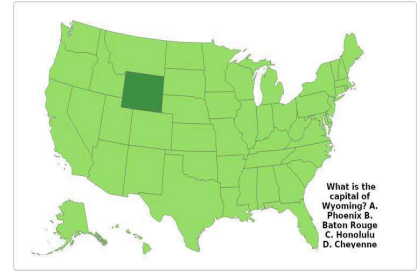 What is the
capital of
Wyoming? A.
Phoenix B.
Baton Rouge
C. Honolulu
D. Cheyenne